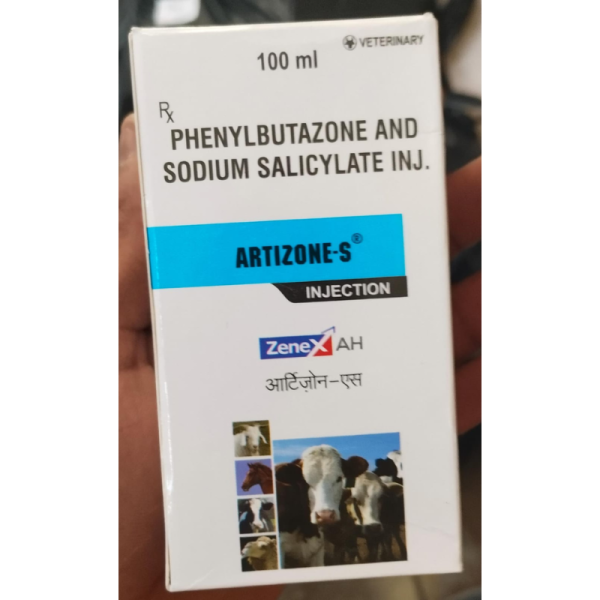 VETERINARY
100 ml
Rx
PHENYLBUTAZONE AND
SODIUM SALICYLATE INJ.
ARTIZONE-S®
INJECTION
Zenex AH
आर्टिज़ोन-एस